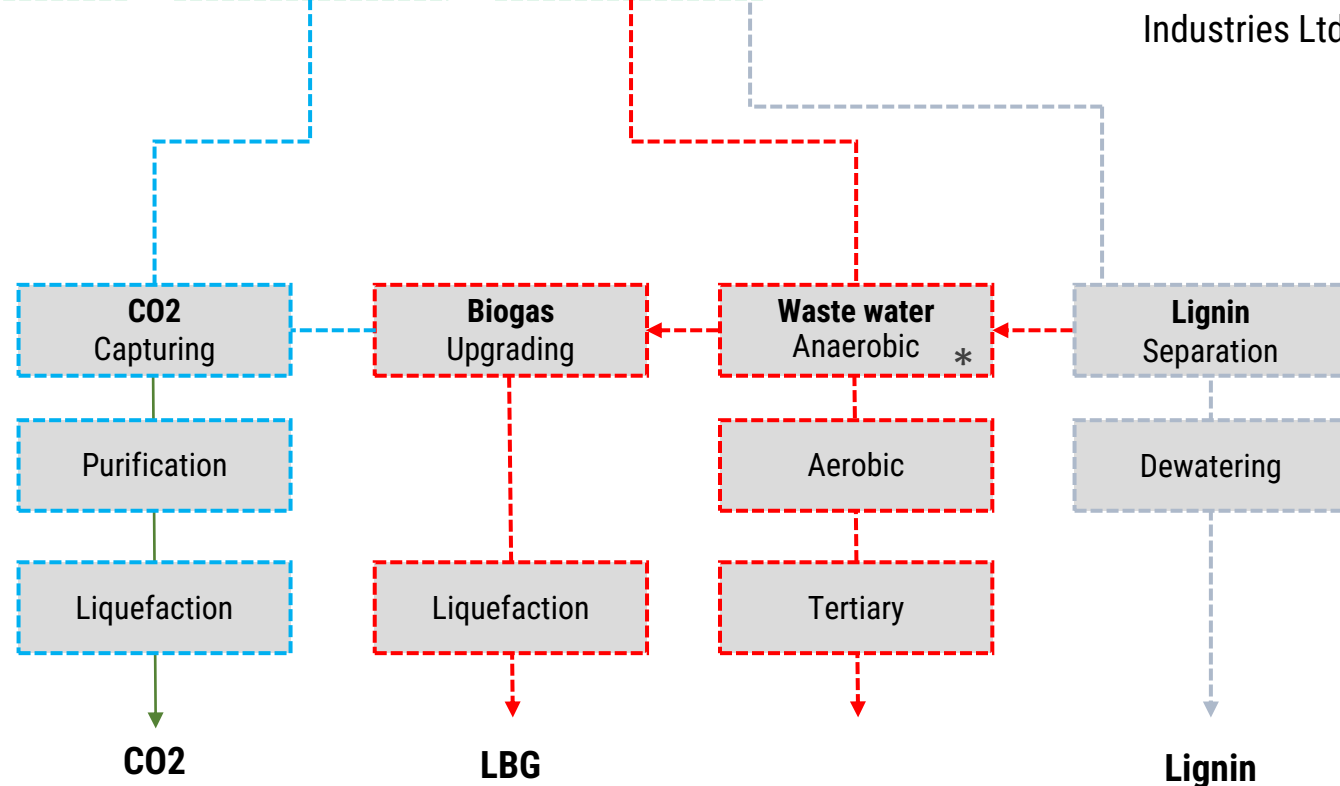 Industries Ltd
CO2
Capturing
Biogas
Upgrading
Waste water
Anaerobic *
Lignin
Separation
Purification
Aerobic
Dewatering
Liquefaction
Liquefaction
Tertiary
CO2
LBG
Lignin